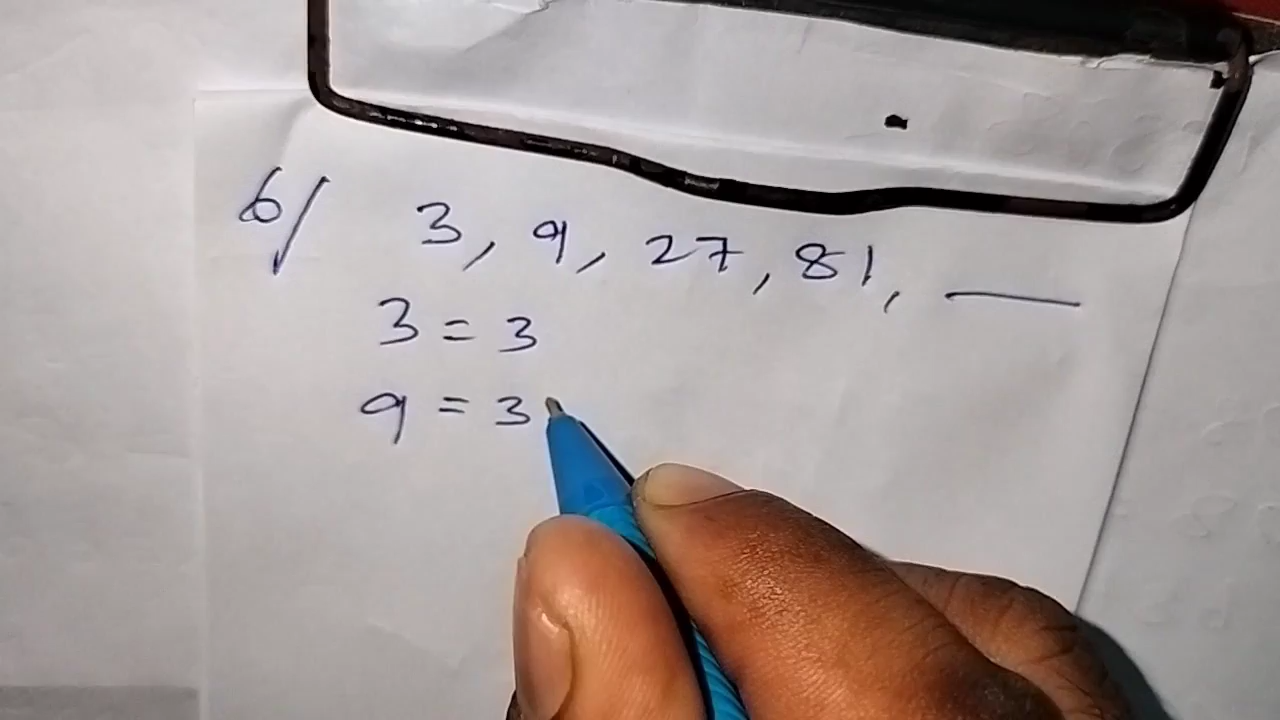 6/ 3, 9, 27, 81, ___
3 = 3
9 = 3